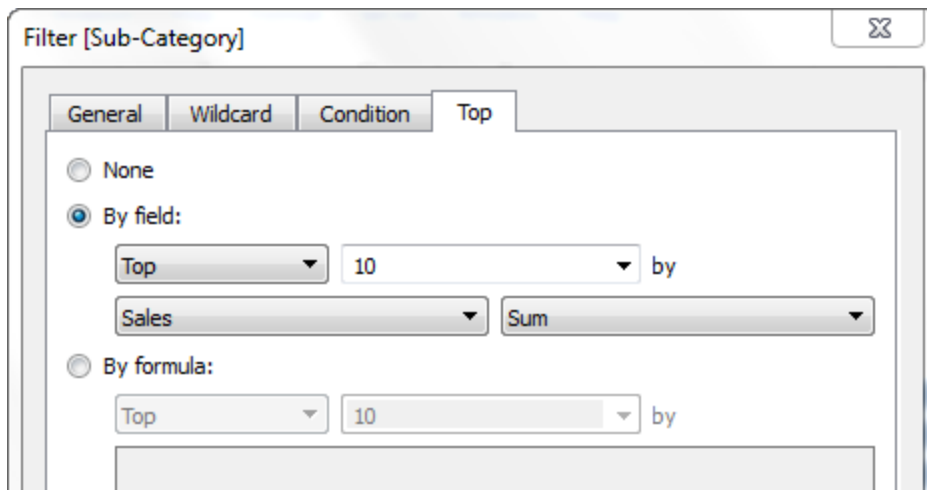 Filter [Sub-Category]
General Wildcard Condition Top
None
By field:
Top 10 by
Sales Sum
By formula:
Top 10 by